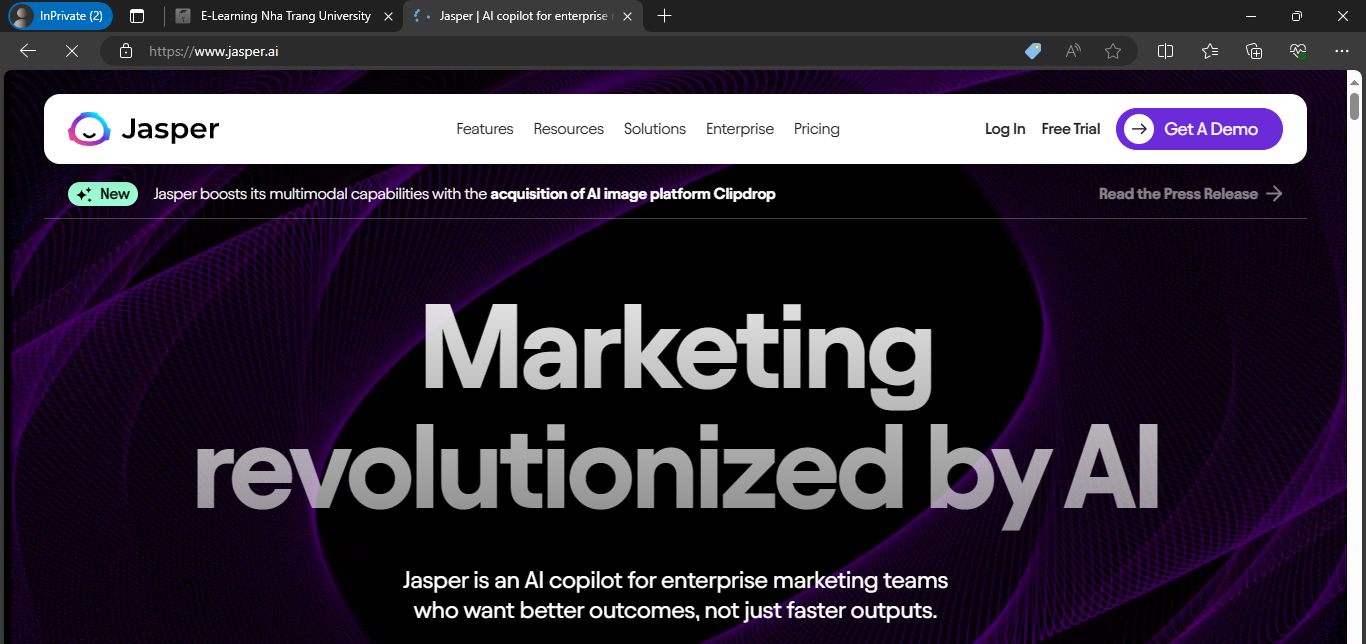 InPrivate (2)
E-Learning Nha Trang University
Jasper | AI copilot for enterprise
https://www.jasper.ai
Jasper
Features
Resources
Solutions
Enterprise
Pricing
Log In
Free Trial
Get A Demo
New
Jasper boosts its multimodal capabilities with the acquisition of AI image platform Clipdrop
Read the Press Release
Marketing
revolutionized by AI
Jasper is an AI copilot for enterprise marketing teams
who want better outcomes, not just faster outputs.